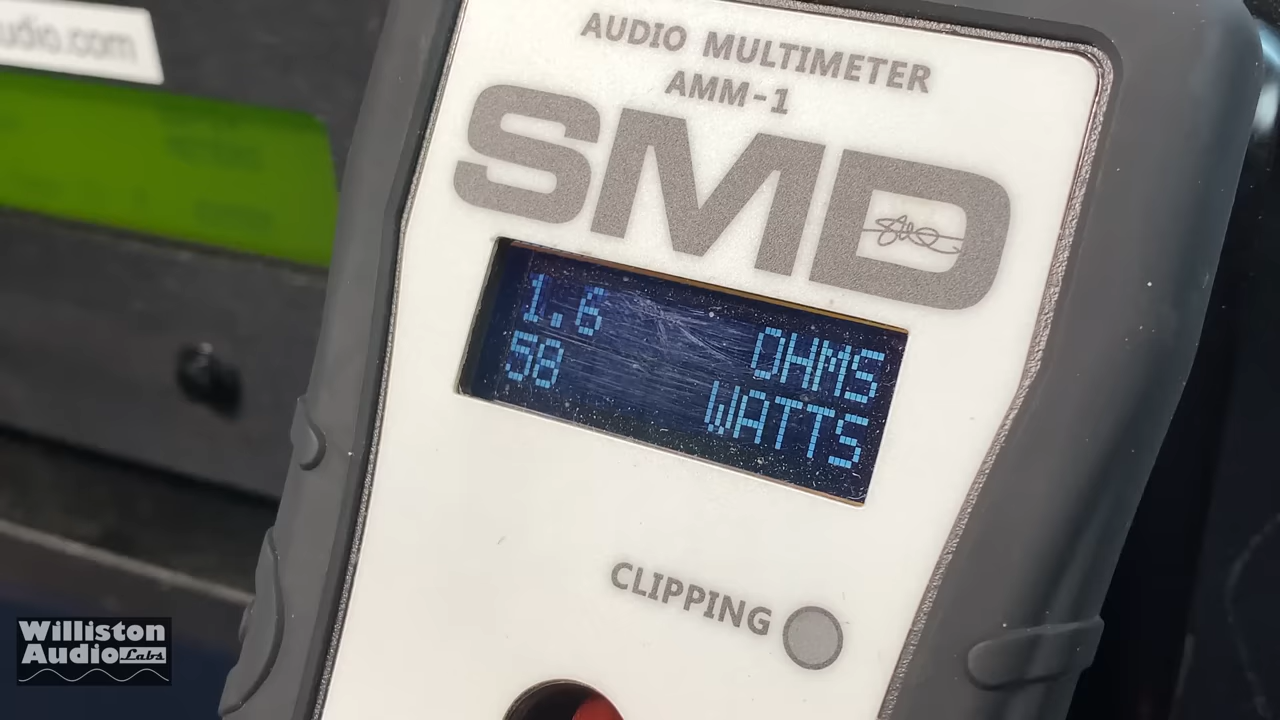 udio.com
AUDIO MULTIMETER
AMM-1
SMD
1.6 OHMS
58 WATTS
CLIPPING
Williston
Audio Labs